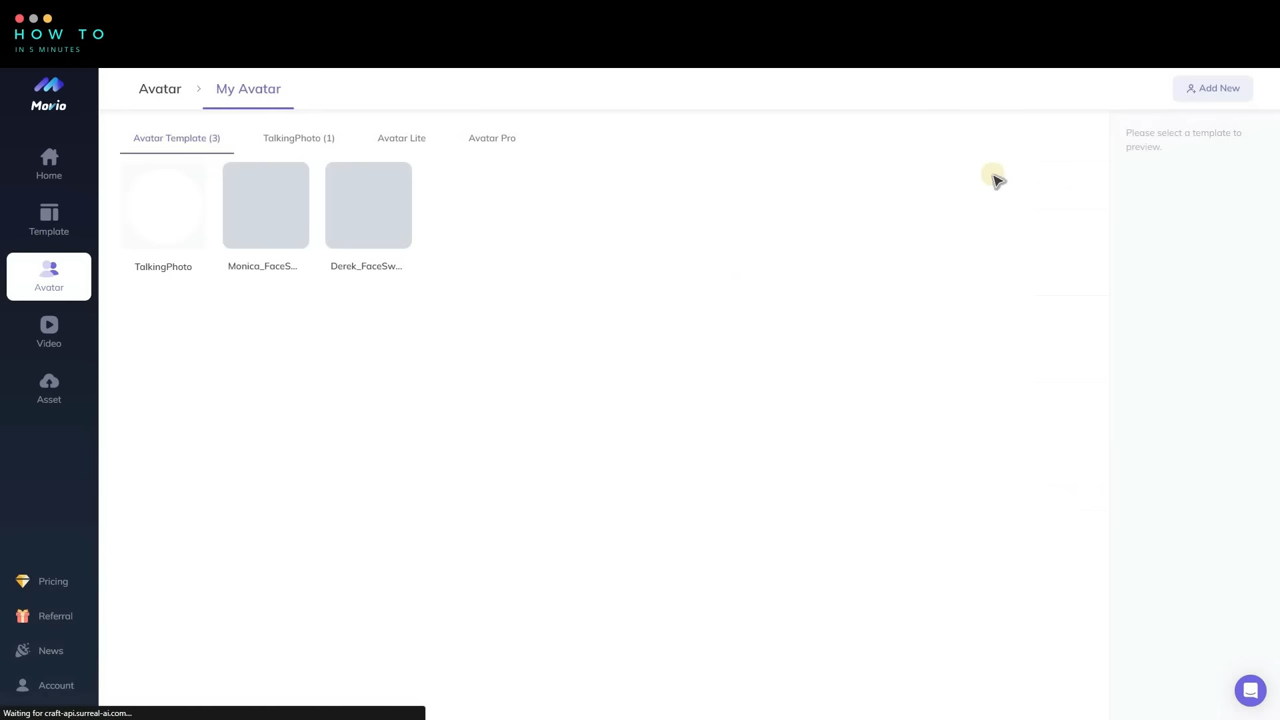 HOW TO
IN 5 MINUTES
Movio
Avatar
My Avatar
Add New
Avatar Template (3)
TalkingPhoto (1)
Avatar Lite
Avatar Pro
Please select a template to
preview.
Home
Template
Avatar
Video
Asset
TalkingPhoto
Monica_FaceS...
Derek_FaceSw...
Pricing
Referral
News
Account
Waiting for craft-api.surreal-ai.com...